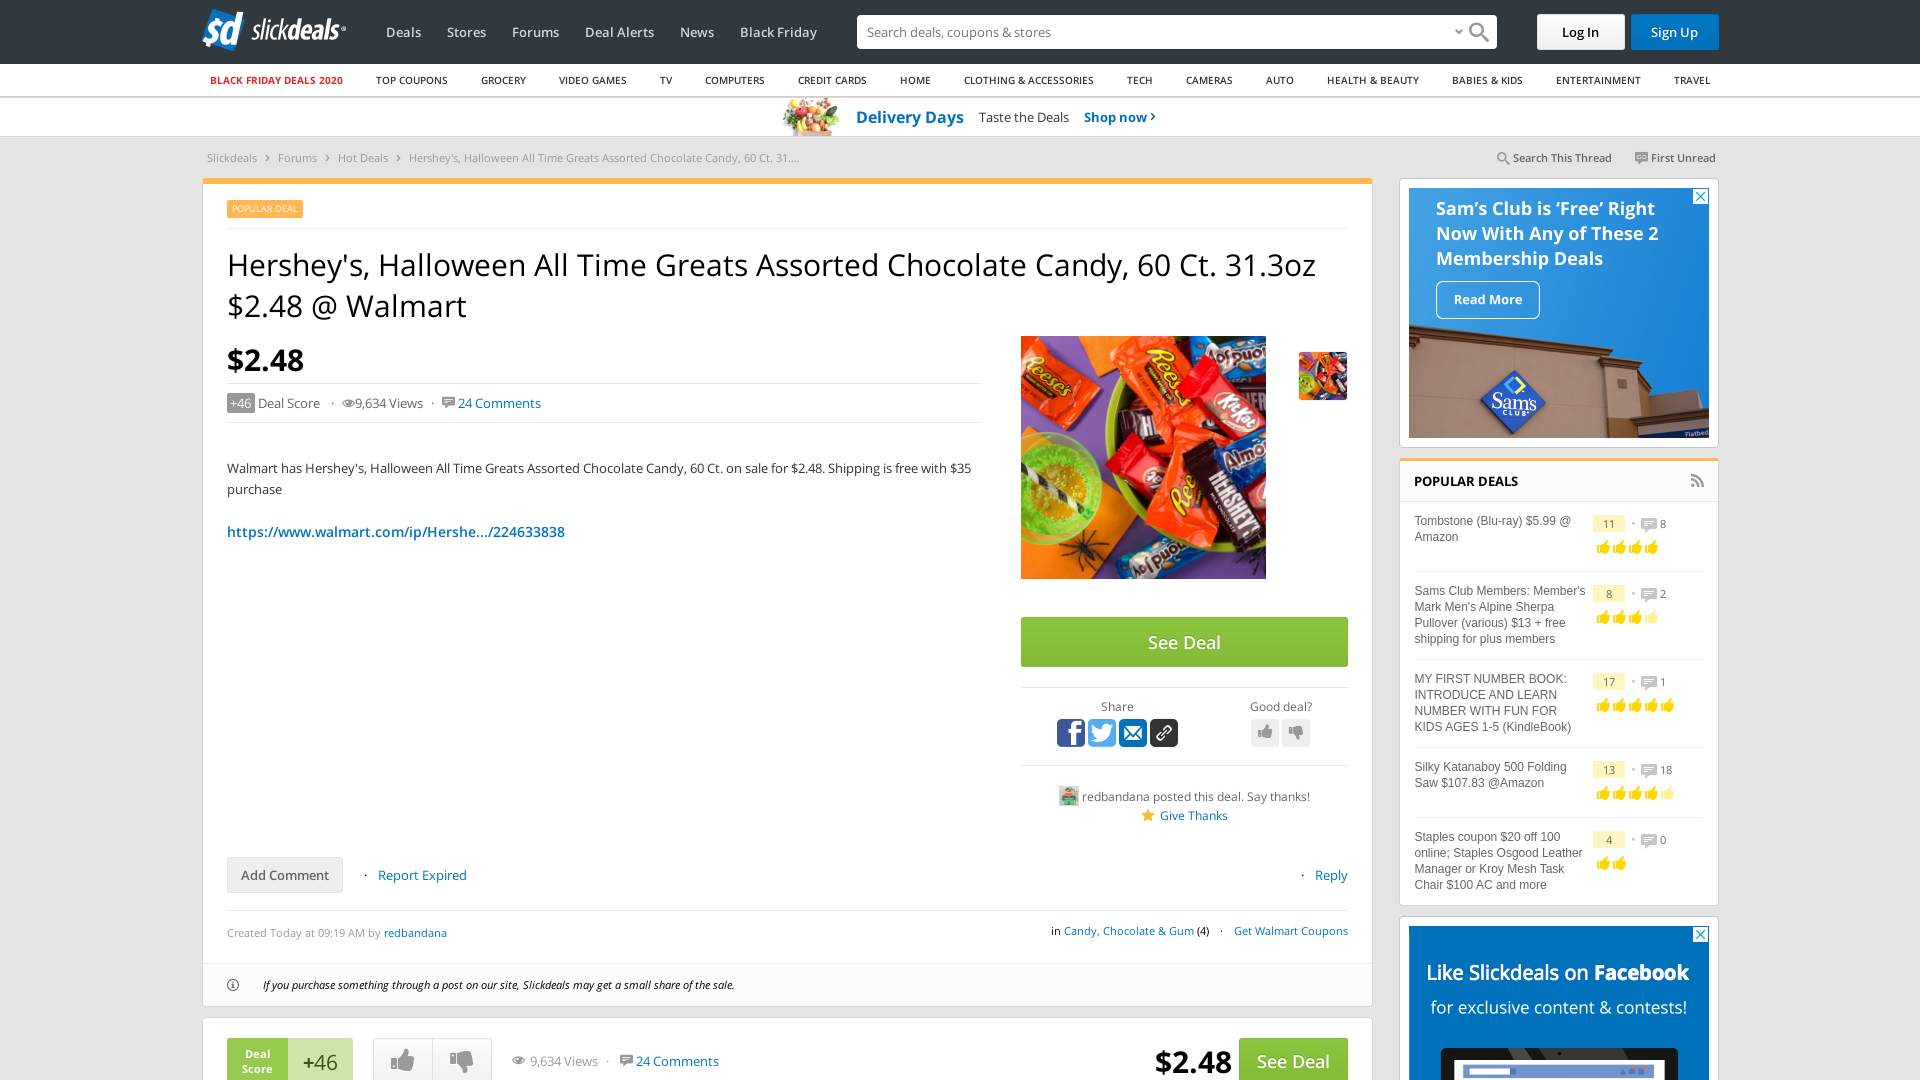 slickdeals
Deals Stores Forums Deal Alerts News Black Friday
Search deals, coupons & stores
Log In
Sign Up
BLACK FRIDAY DEALS 2020 TOP COUPONS GROCERY VIDEO GAMES TV COMPUTERS CREDIT CARDS HOME CLOTHING & ACCESSORIES TECH CAMERAS AUTO HEALTH & BEAUTY BABIES & KIDS ENTERTAINMENT TRAVEL
Delivery Days Taste the Deals Shop now ›
Slickdeals › Forums › Hot Deals › Hershey's, Halloween All Time Greats Assorted Chocolate Candy, 60 Ct. 31....
Search This Thread First Unread
POPULAR DEAL
Hershey's, Halloween All Time Greats Assorted Chocolate Candy, 60 Ct. 31.3oz
$2.48 @ Walmart
$2.48
+46 Deal Score · 9,634 Views · 24 Comments
Walmart has Hershey's, Halloween All Time Greats Assorted Chocolate Candy, 60 Ct. on sale for $2.48. Shipping is free with $35
purchase
https://www.walmart.com/ip/Hershe.../224633838
See Deal
Share
Good deal?
redbandana posted this deal. Say thanks!
Give Thanks
Add Comment · Report Expired
· Reply
Created Today at 09:19 AM by redbandana
in Candy, Chocolate & Gum (4) · Get Walmart Coupons
If you purchase something through a post on our site, Slickdeals may get a small share of the sale.
Deal
Score
+46
9,634 Views · 24 Comments
$2.48
See Deal
Sam's Club is 'Free' Right
Now With Any of These 2
Membership Deals
Read More
Sam's
CLUB
POPULAR DEALS
Tombstone (Blu-ray) $5.99 @
Amazon
11 · 8
Sams Club Members: Member's
Mark Men's Alpine Sherpa
Pullover (various) $13 + free
shipping for plus members
8 · 2
MY FIRST NUMBER BOOK:
INTRODUCE AND LEARN
NUMBER WITH FUN FOR
KIDS AGES 1-5 (KindleBook)
17 · 1
Silky Katanaboy 500 Folding
Saw $107.83 @Amazon
13 · 18
Staples coupon $20 off 100
online; Staples Osgood Leather
Manager or Kroy Mesh Task
Chair $100 AC and more
4 · 0
Like Slickdeals on Facebook
for exclusive content & contests!